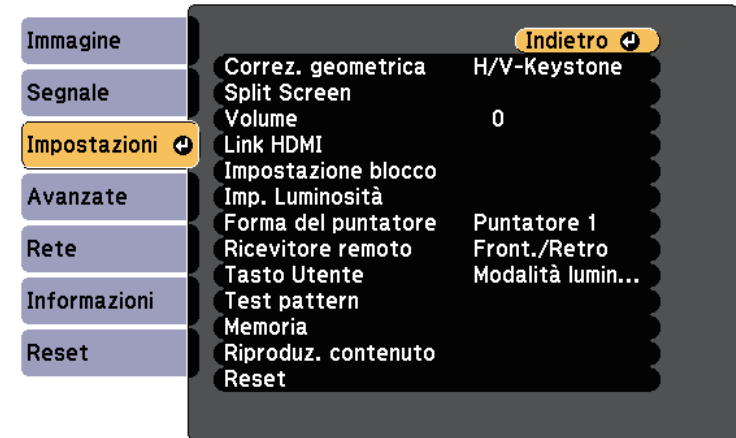 Immagine
Segnale
Impostazioni
Avanzate
Rete
Informazioni
Reset
Indietro
Correz. geometrica H/V-Keystone
Split Screen
Volume 0
Link HDMI
Impostazione blocco
Imp. Luminosità
Forma del puntatore Puntatore 1
Ricevitore remoto Front./Retro
Tasto Utente Modalità lumin...
Test pattern
Memoria
Riproduz. contenuto
Reset